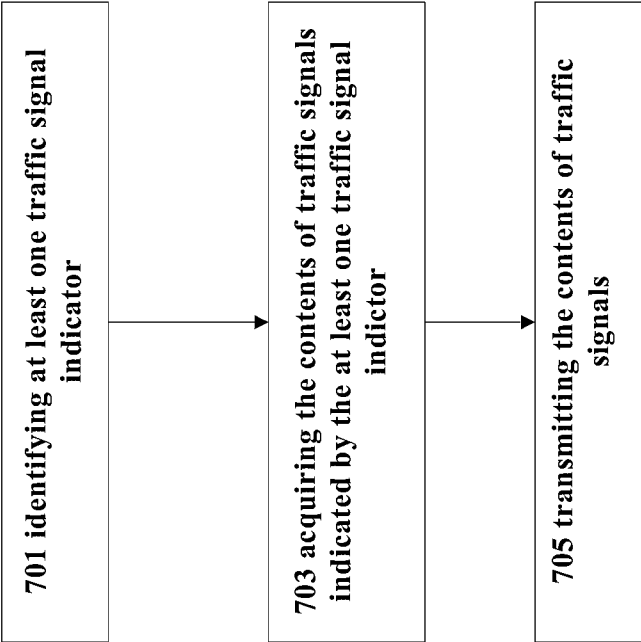 701 identifying at least one traffic signal
indicator
703 acquiring the contents of traffic signals
indicated by the at least one traffic signal
indictor
705 transmitting the contents of traffic
signals